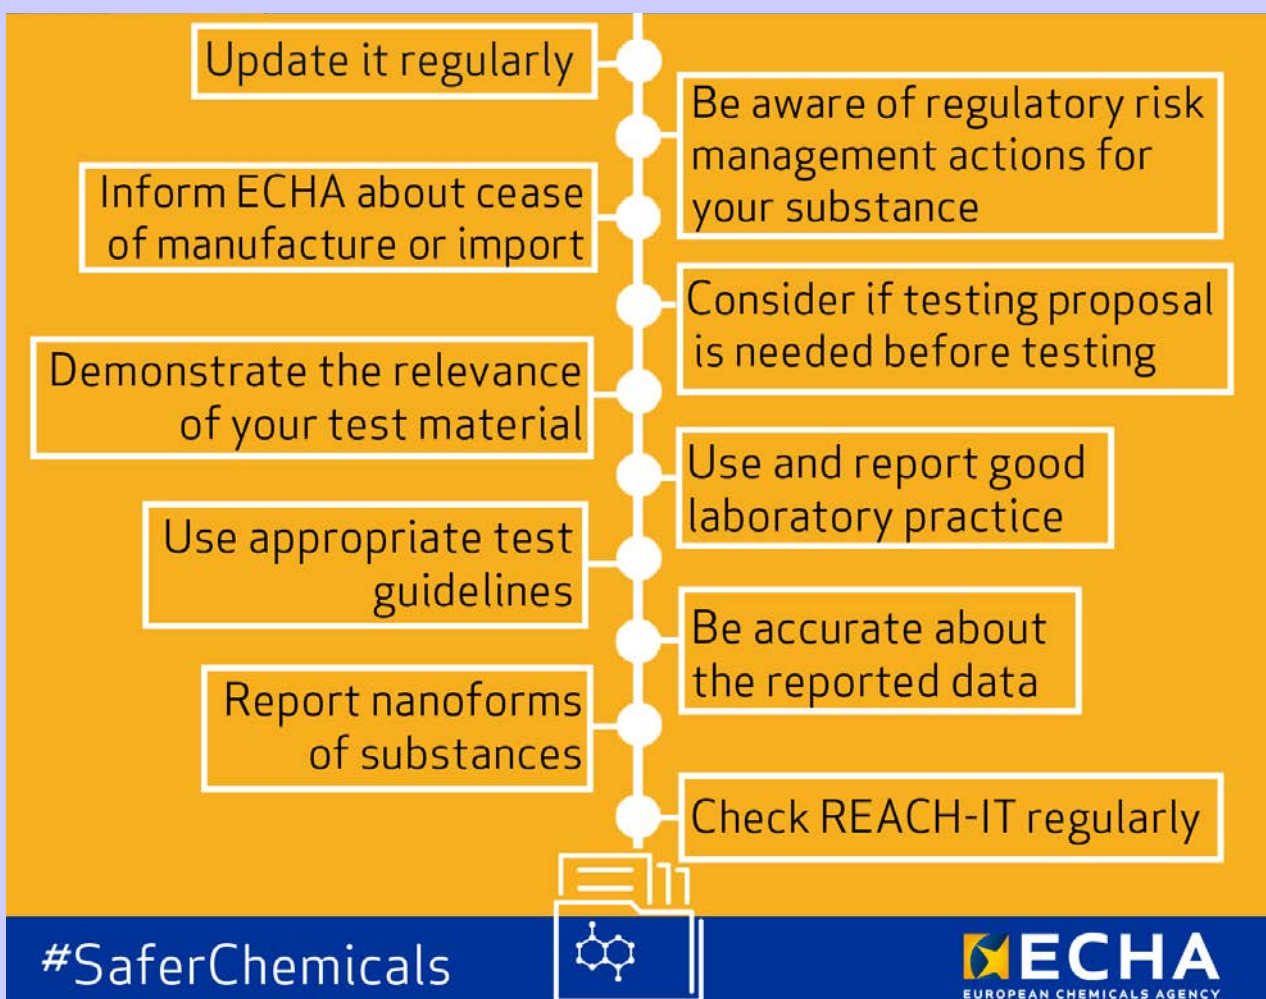 Update it regularly
Be aware of regulatory risk
management actions for
your substance
Inform ECHA about cease
of manufacture or import
Consider if testing proposal
is needed before testing
Demonstrate the relevance
of your test material
Use and report good
laboratory practice
Use appropriate test
guidelines
Be accurate about
the reported data
Report nanoforms
of substances
Check REACH-IT regularly
#SaferChemicals
ECHA
EUROPEAN CHEMICALS AGENCY